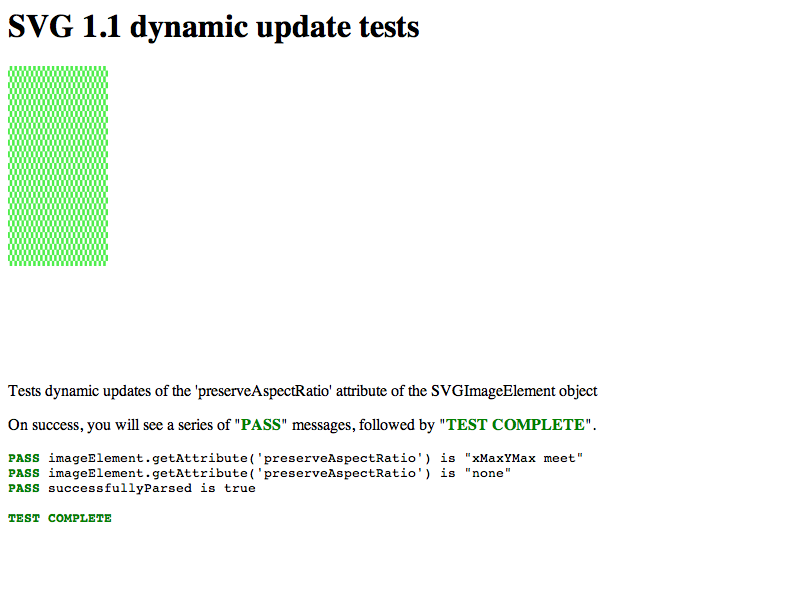 SVG 1.1 dynamic update tests
Tests dynamic updates of the 'preserveAspectRatio' attribute of the SVGImageElement object
On success, you will see a series of "PASS" messages, followed by "TEST COMPLETE".
PASS imageElement.getAttribute('preserveAspectRatio') is "xMaxYMax meet"
PASS imageElement.getAttribute('preserveAspectRatio') is "none"
PASS successfullyParsed is true
TEST COMPLETE